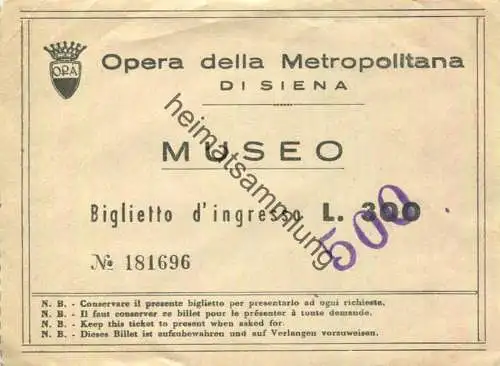 OPA
Opera della Metropolitana
DI SIENA
MUSEO
Biglietto d'ingresso L. 300
500
№ 181696
heimatsammlung
N. B. - Conservare il presente biglietto per presentarlo ad ogni richiesta.
N. B. - Il faut conserver ce billet pour le présenter à toute demande.
N. B. - Keep this ticket to present when asked for.
N. B. - Dieses Billet ist aufzubewahren und auf Verlangen vorzuweisen.